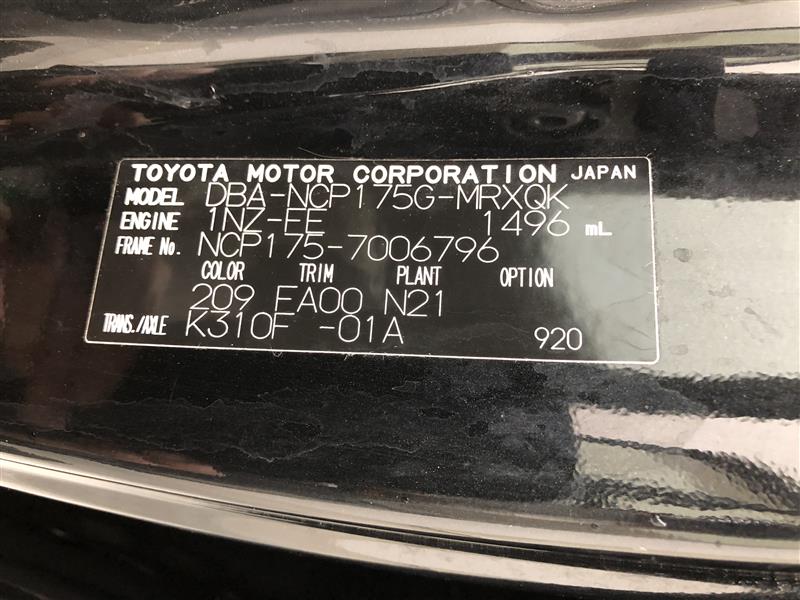 TOYOTA MOTOR CORPORATION JAPAN
MODEL DBA-NCP175G-MRXQK
ENGINE 1NZ-FE 1496 mL
FRAME No. NCP175-7006796
COLOR TRIM PLANT OPTION
209 EA00 N21
TRANS./AXLE K310F -01A 920